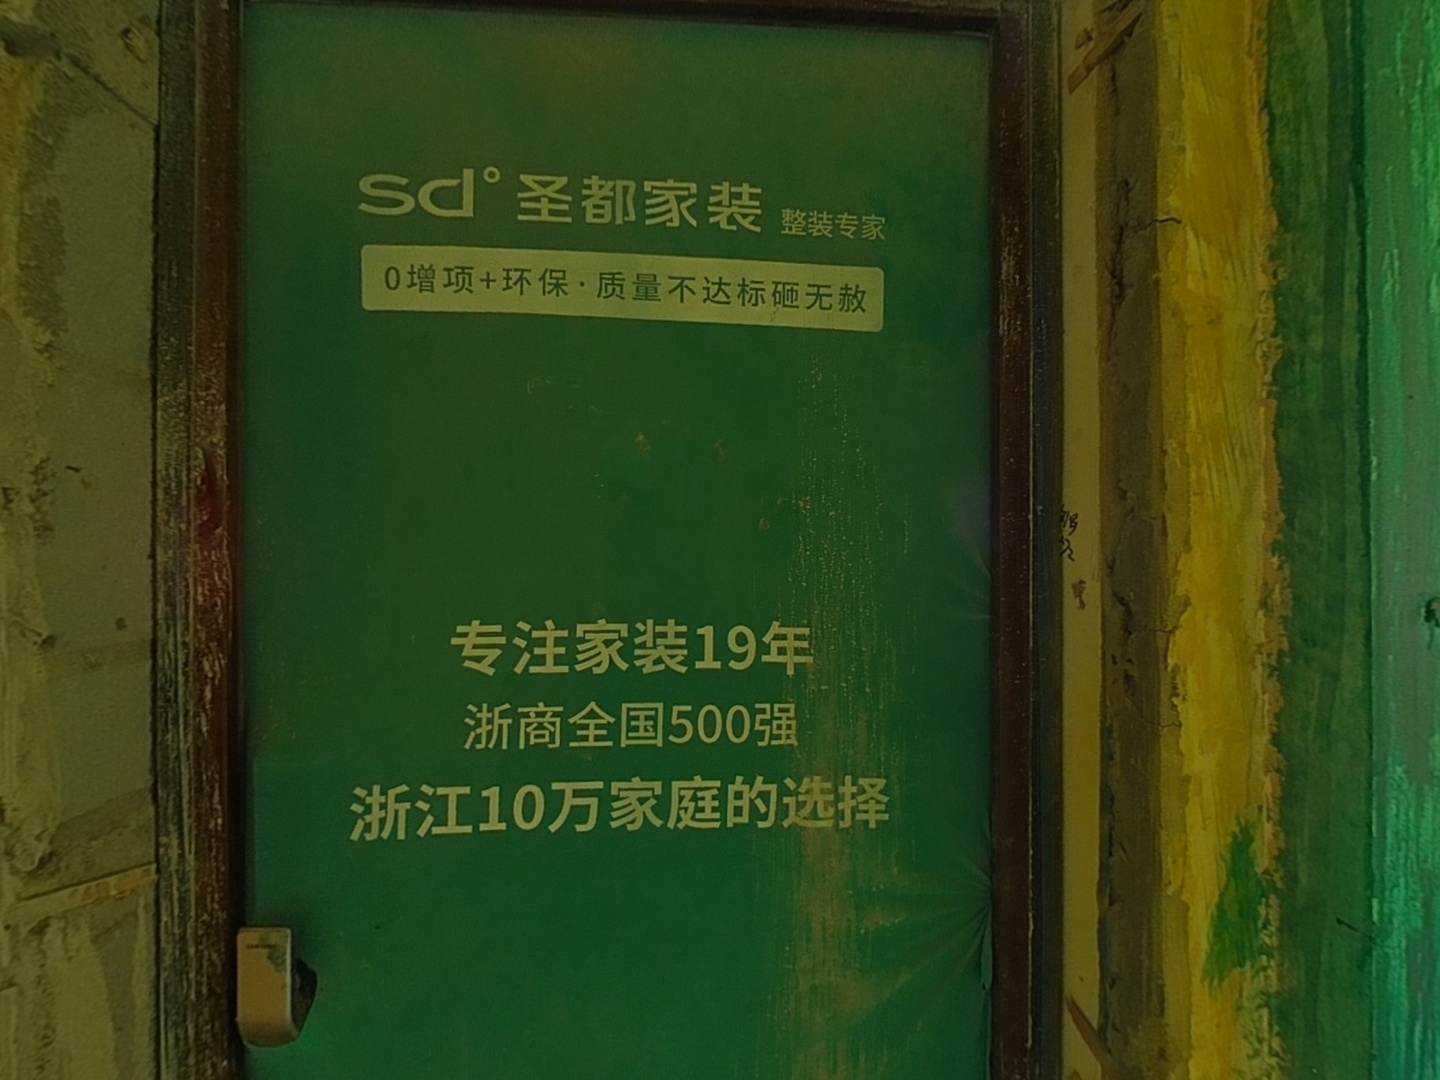 sd°圣都家装 整装专家
0增项+环保·质量不达标砸无赦
专注家装19年
浙商全国500强
浙江10万家庭的选择